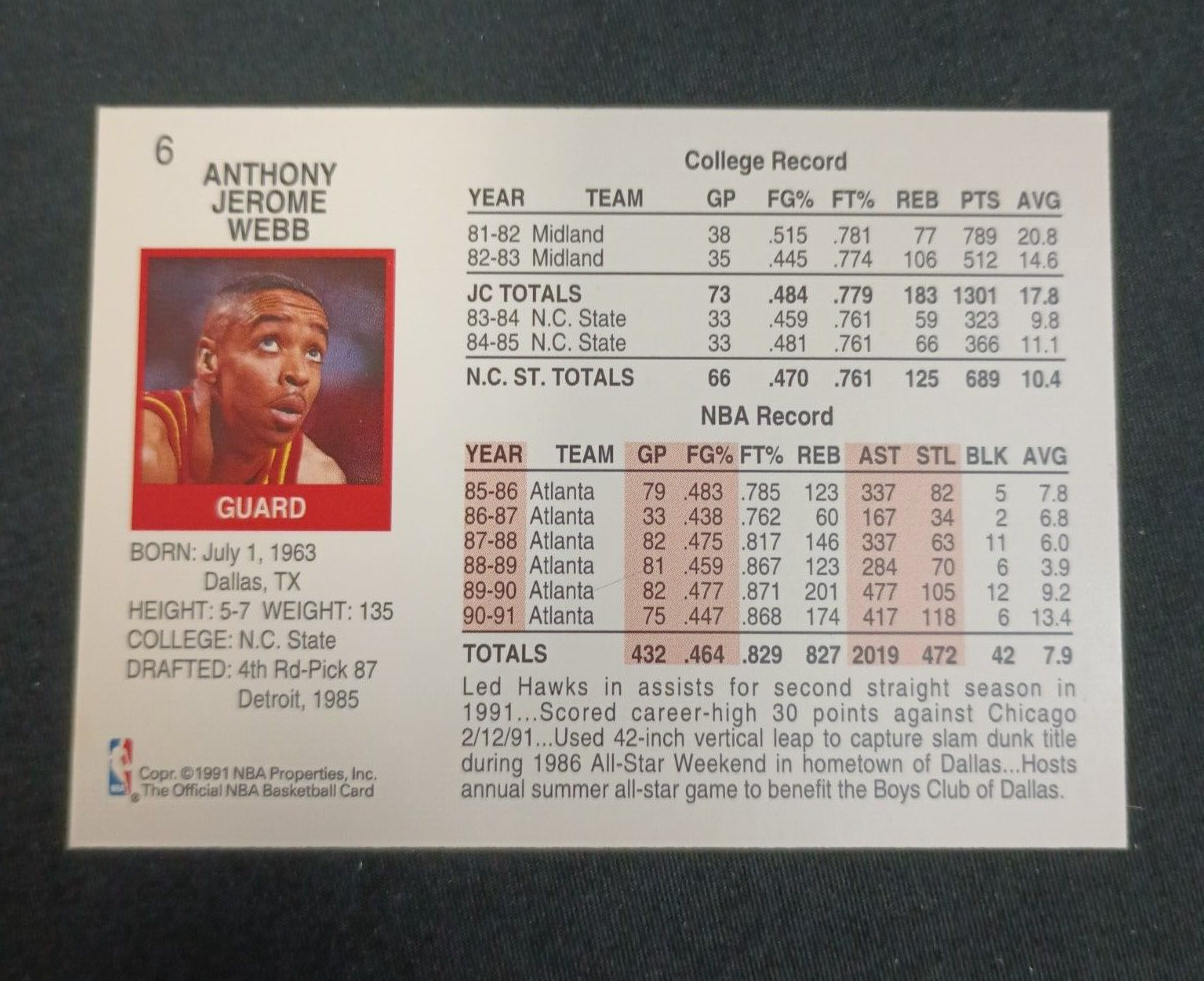 6
ANTHONY
JEROME
WEBB
GUARD
BORN: July 1, 1963
Dallas, TX
HEIGHT: 5-7 WEIGHT: 135
COLLEGE: N.C. State
DRAFTED: 4th Rd-Pick 87
Detroit, 1985
NBA
®
Copr. ©1991 NBA Properties, Inc.
The Official NBA Basketball Card
College Record
YEAR TEAM GP FG% FT% REB PTS AVG
81-82 Midland 38 .515 .781 77 789 20.8
82-83 Midland 35 .445 .774 106 512 14.6
JC TOTALS 73 .484 .779 183 1301 17.8
83-84 N.C. State 33 .459 .761 59 323 9.8
84-85 N.C. State 33 .481 .761 66 366 11.1
N.C. ST. TOTALS 66 .470 .761 125 689 10.4
NBA Record
YEAR TEAM GP FG% FT% REB AST STL BLK AVG
85-86 Atlanta 79 .483 .785 123 337 82 5 7.8
86-87 Atlanta 33 .438 .762 60 167 34 2 6.8
87-88 Atlanta 82 .475 .817 146 337 63 11 6.0
88-89 Atlanta 81 .459 .867 123 284 70 6 3.9
89-90 Atlanta 82 .477 .871 201 477 105 12 9.2
90-91 Atlanta 75 .447 .868 174 417 118 6 13.4
TOTALS 432 .464 .829 827 2019 472 42 7.9
Led Hawks in assists for second straight season in
1991...Scored career-high 30 points against Chicago
2/12/91...Used 42-inch vertical leap to capture slam dunk title
during 1986 All-Star Weekend in hometown of Dallas...Hosts
annual summer all-star game to benefit the Boys Club of Dallas.